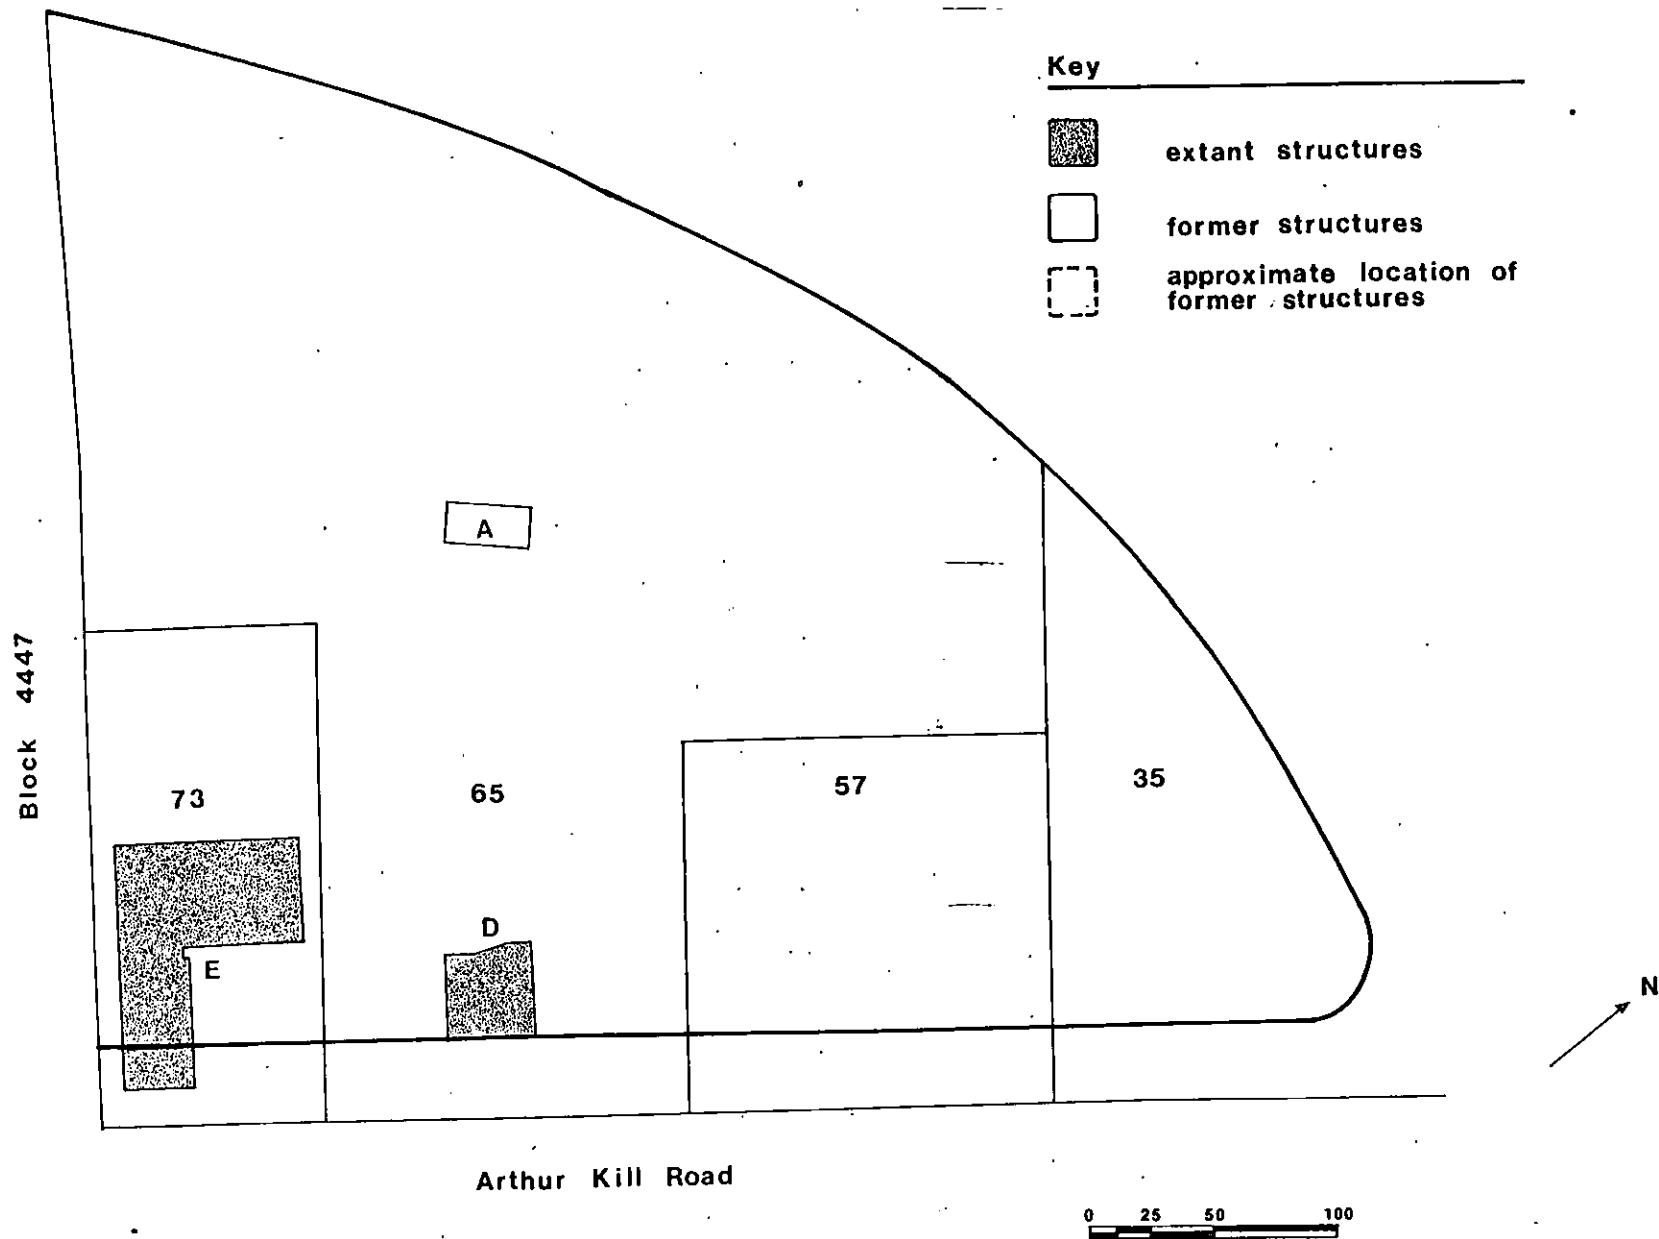 Key
extant structures
former structures
approximate location of
former structures
A
Block 4447
73
65
57
35
D
E
N
Arthur Kill Road
0 25 50 100